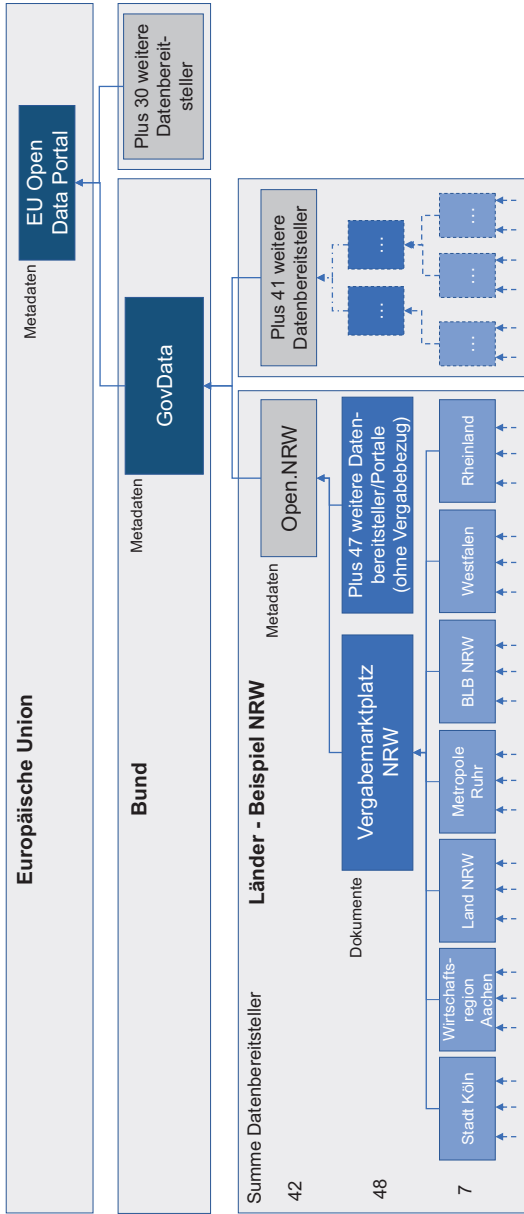 Europäische Union
Metadaten
EU Open
Data Portal
Bund
Metadaten
GovData
Plus 30 weitere
Datenbereit-
steller
Summe Datenbereitsteller
Länder - Beispiel NRW
42
Metadaten
Open.NRW
Plus 41 weitere
Datenbereitsteller
48
Dokumente
Vergabemarktplatz
NRW
Plus 47 weitere Daten-
bereitsteller/Portale
(ohne Vergabebezug)
...
...
7
Stadt Köln
Wirtschafts-
region
Aachen
Land NRW
Metropole
Ruhr
BLB NRW
Westfalen
Rheinland
...
...
...